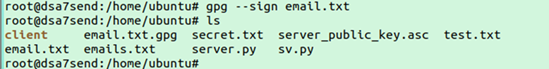 root@dsa7send:/home/ubuntu# gpg --sign email.txt
root@dsa7send:/home/ubuntu# ls
client email.txt.gpg secret.txt server_public_key.asc test.txt
email.txt emails.txt server.py sv.py
root@dsa7send:/home/ubuntu#